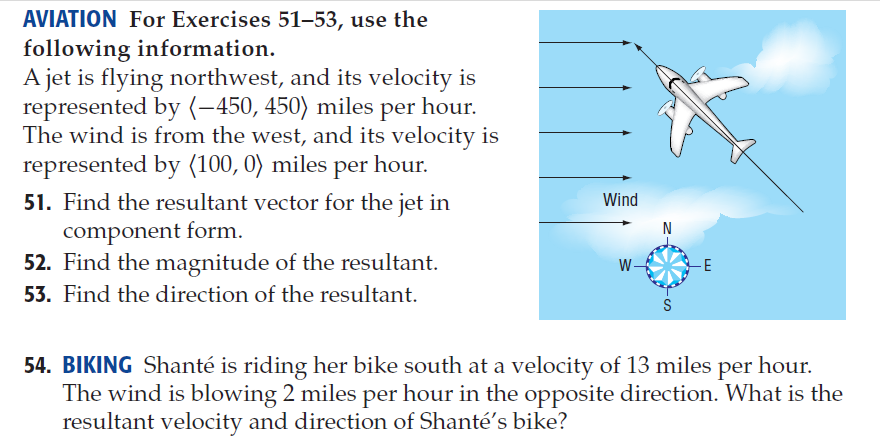 AVIATION For Exercises 51–53, use the
following information.
A jet is flying northwest, and its velocity is
represented by ⟨−450, 450⟩ miles per hour.
The wind is from the west, and its velocity is
represented by ⟨100, 0⟩ miles per hour.
51. Find the resultant vector for the jet in
component form.
52. Find the magnitude of the resultant.
53. Find the direction of the resultant.
Wind
N
W
E
S
54. BIKING Shanté is riding her bike south at a velocity of 13 miles per hour.
The wind is blowing 2 miles per hour in the opposite direction. What is the
resultant velocity and direction of Shanté's bike?